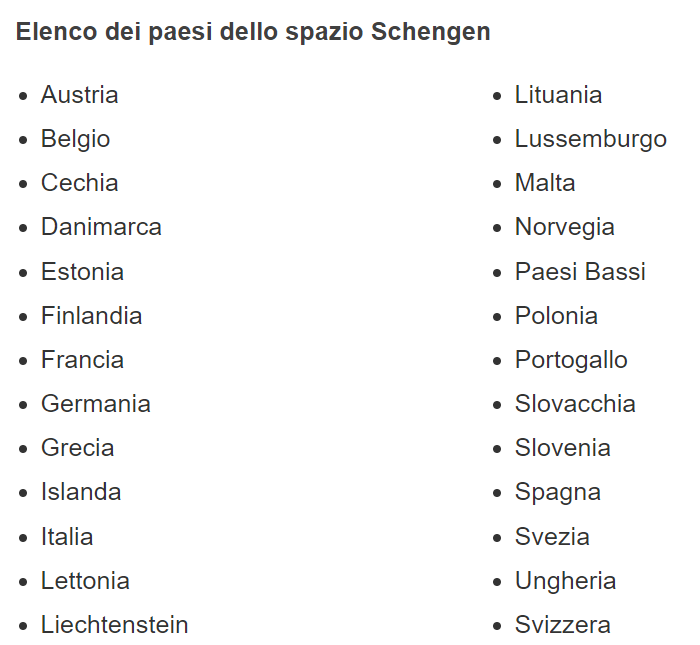 Elenco dei paesi dello spazio Schengen
Austria
Belgio
Cechia
Danimarca
Estonia
Finlandia
Francia
Germania
Grecia
Islanda
Italia
Lettonia
Liechtenstein
Lituania
Lussemburgo
Malta
Norvegia
Paesi Bassi
Polonia
Portogallo
Slovacchia
Slovenia
Spagna
Svezia
Ungheria
Svizzera